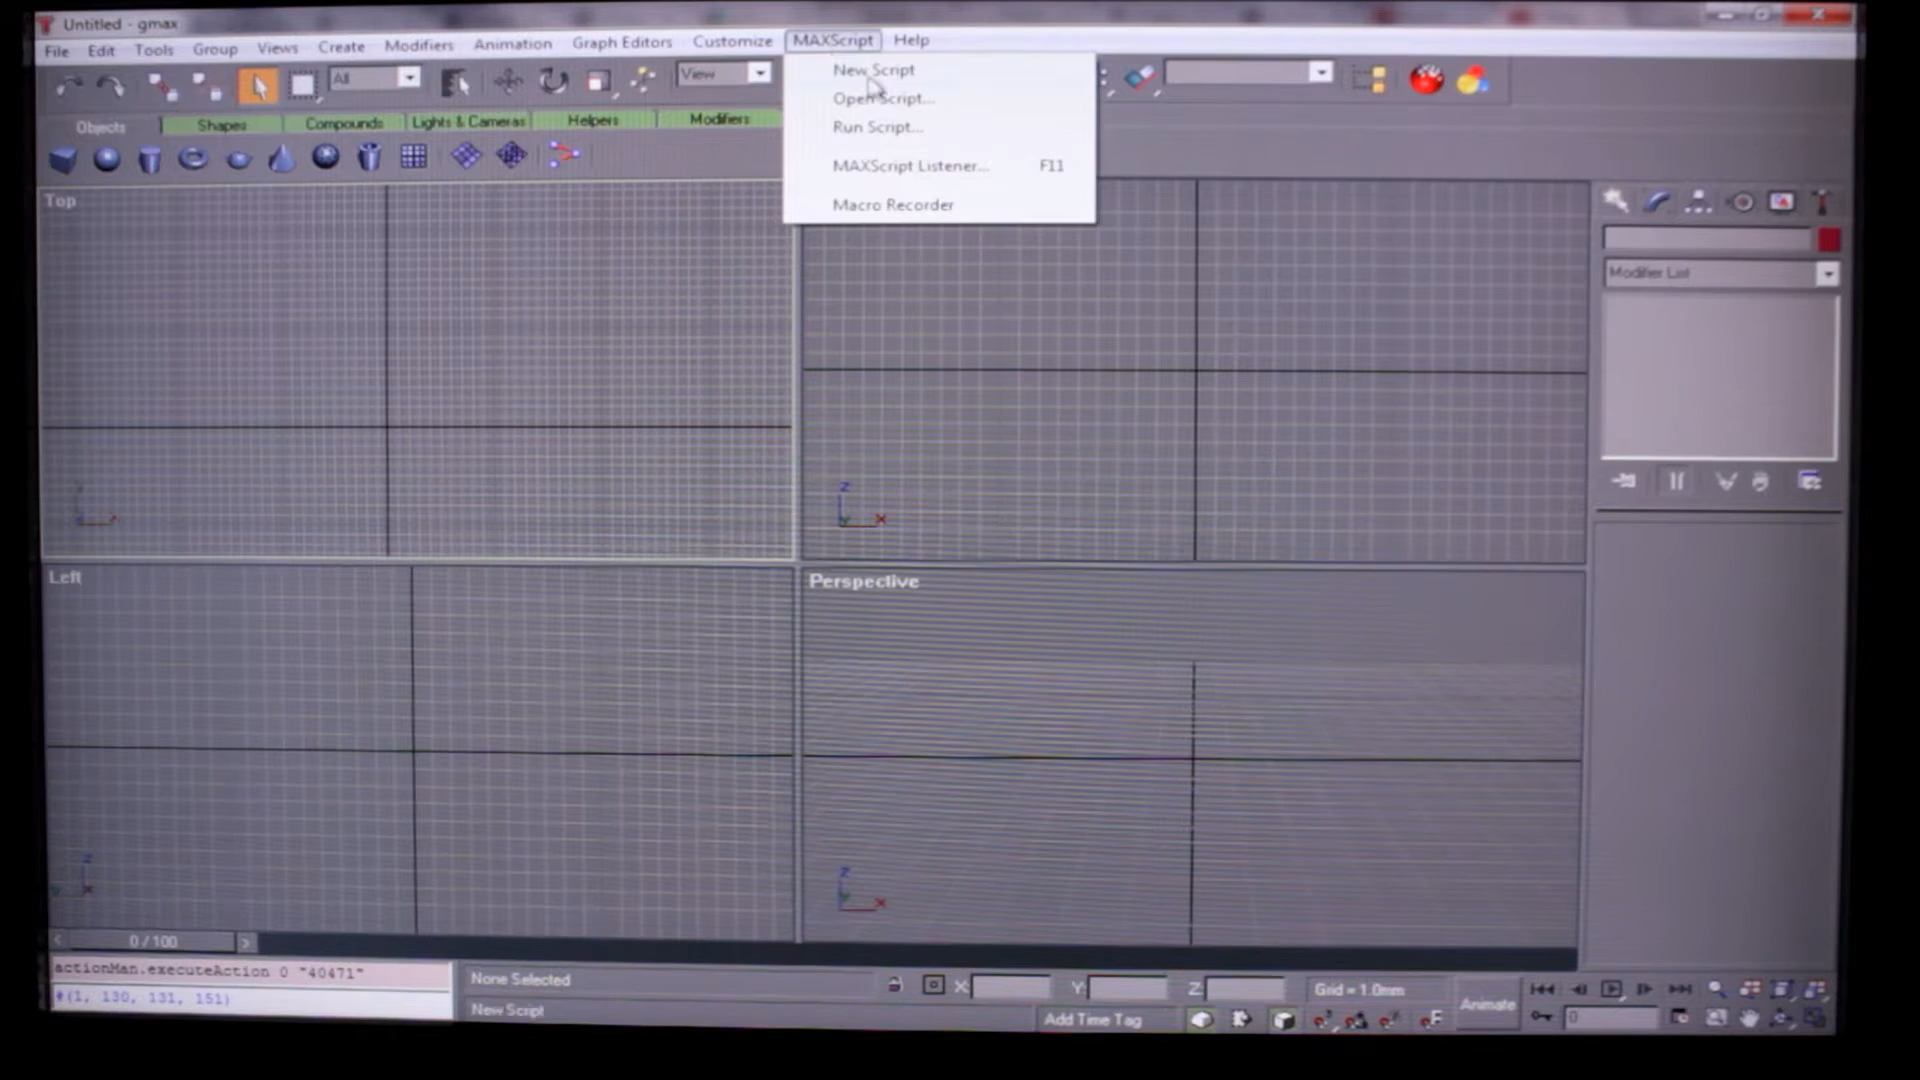 Untitled - gmax
File Edit Tools Group Views Create Modifiers Animation Graph Editors Customize MAXScript Help
New Script
Open Script...
Run Script...
MAXScript Listener... F11
Macro Recorder
All
View
Objects Shapes Compounds Lights & Cameras Helpers Modifiers
Top
Modifier List
Z
X
Left
Perspective
Z
X
Z
X
0 / 100
actionMan.executeAction 0 "40471"
#(1, 130, 131, 151)
None Selected
X: Y: Z:
Grid = 1.0mm
Animate
New Script
Add Time Tag
0